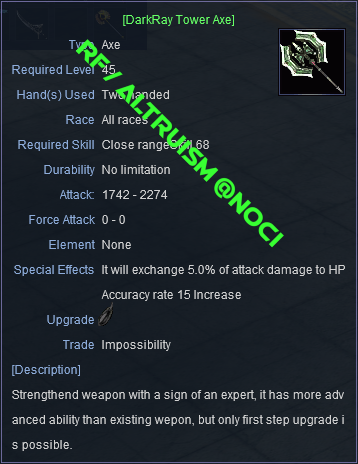 [DarkRay Tower Axe]
Type Axe
Required Level 45
Hand(s) Used Two handed
Race All races
Required Skill Close range Skill 68
Durability No limitation
Attack: 1742 - 2274
Force Attack 0 - 0
Element None
Special Effects It will exchange 5.0% of attack damage to HP
Accuracy rate 15 Increase
Upgrade
Trade Impossibility
[Description]
Strengthend weapon with a sign of an expert, it has more adv
anced ability than existing wepon, but only first step upgrade i
s possible.
RF/ ALTRUISM @NOCI